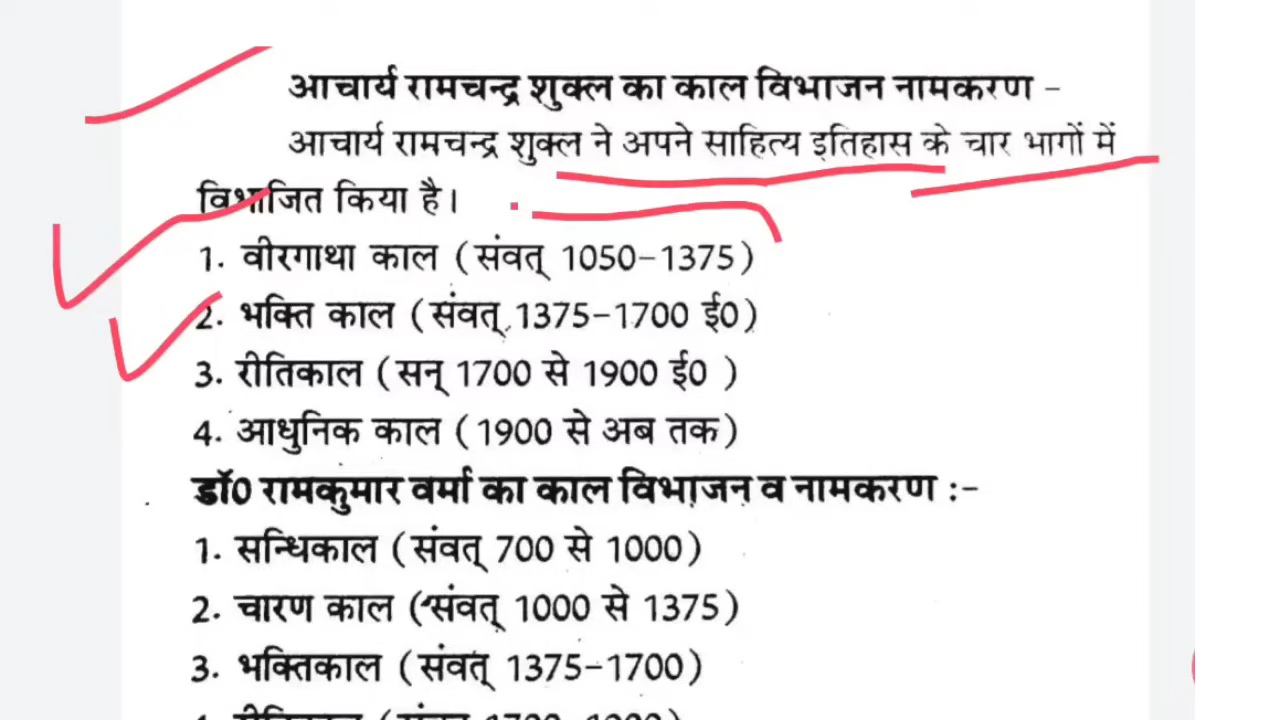 आचार्य रामचन्द्र शुक्ल का काल विभाजन नामकरण –
आचार्य रामचन्द्र शुक्ल ने अपने साहित्य इतिहास के चार भागों में
विभाजित किया है।
1. वीरगाथा काल (संवत् 1050–1375)
2. भक्ति काल (संवत् 1375–1700 ई0)
3. रीतिकाल (सन् 1700 से 1900 ई0 )
4. आधुनिक काल (1900 से अब तक)
डॉ0 रामकुमार वर्मा का काल विभाजन व नामकरण :–
1. सन्धिकाल (संवत् 700 से 1000)
2. चारण काल (संवत् 1000 से 1375)
3. भक्तिकाल (संवत् 1375–1700)